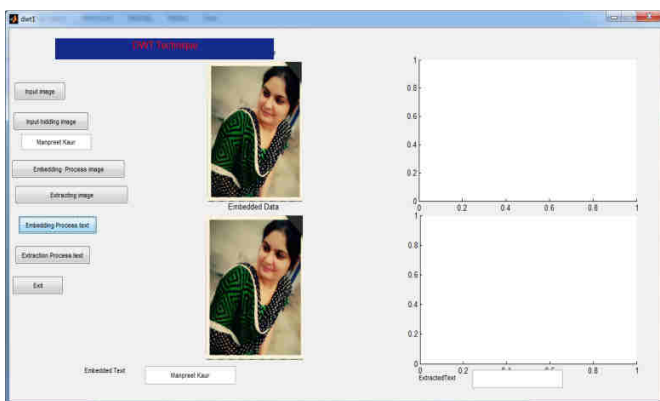 dwt1
DWT Technique
Input image
Input hidding image
Manpreet Kaur
Embedding Process image
Extracting image
Embedding Process text
Extraction Process text
Exit
Embedded Data
Embedded Text
Manpreet Kaur
1
0.8
0.6
0.4
0.2
0
0 0.2 0.4 0.6 0.8 1
1
0.8
0.6
0.4
0.2
0
0 0.2 0.4 0.6 0.8 1
ExtractedText